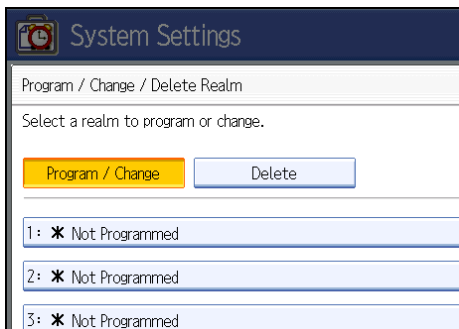 System Settings
Program / Change / Delete Realm
Select a realm to program or change.
Program / Change Delete
1: ✱ Not Programmed
2: ✱ Not Programmed
3: ✱ Not Programmed